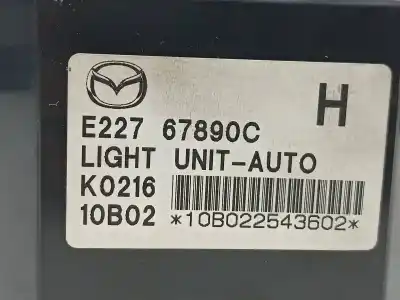 H
E227 67890C
LIGHT UNIT-AUTO
K0216
10B02 *10B022543602*